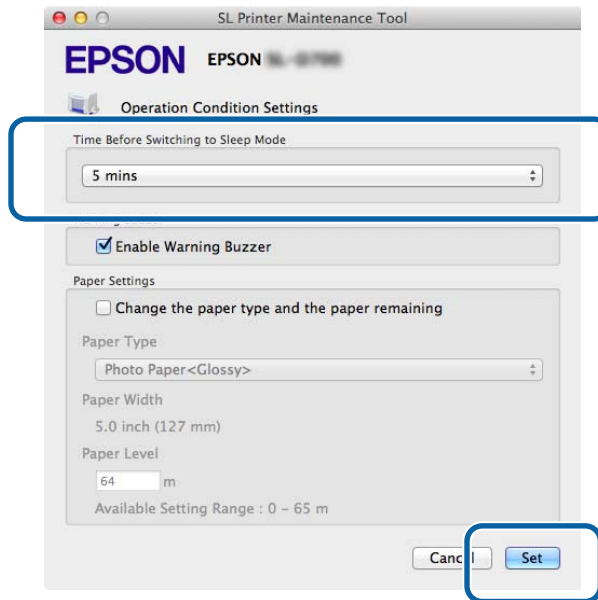 SL Printer Maintenance Tool
EPSON EPSON
Operation Condition Settings
Time Before Switching to Sleep Mode
5 mins
Enable Warning Buzzer
Paper Settings
Change the paper type and the paper remaining
Paper Type
Photo Paper<Glossy>
Paper Width
5.0 inch (127 mm)
Paper Level
64 m
Available Setting Range : 0 – 65 m
Cancel Set